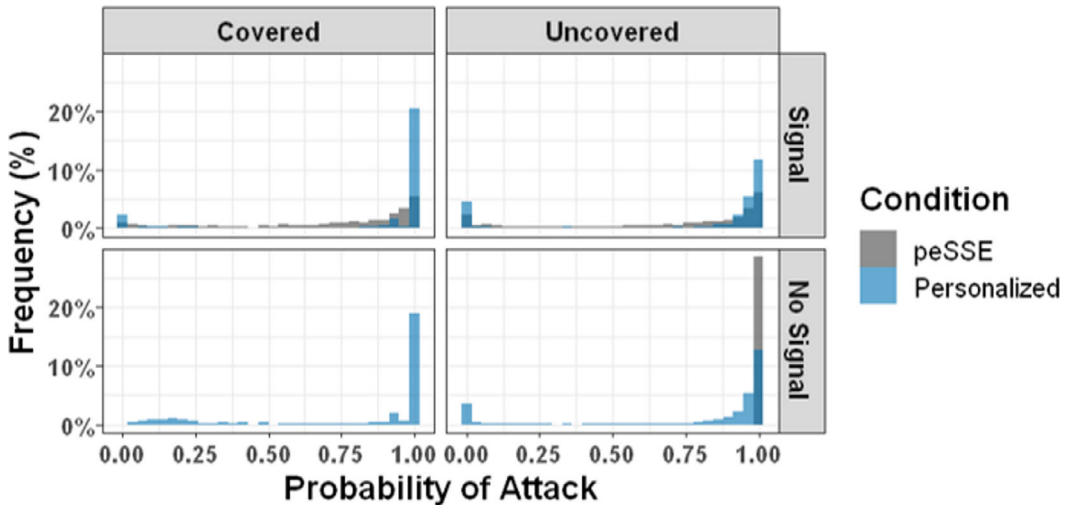 Covered
Uncovered
Signal
20%
10%
0%
Frequency (%)
No Signal
20%
10%
0%
0.00 0.25 0.50 0.75 1.00 0.00 0.25 0.50 0.75 1.00
Probability of Attack
Condition
peSSE
Personalized